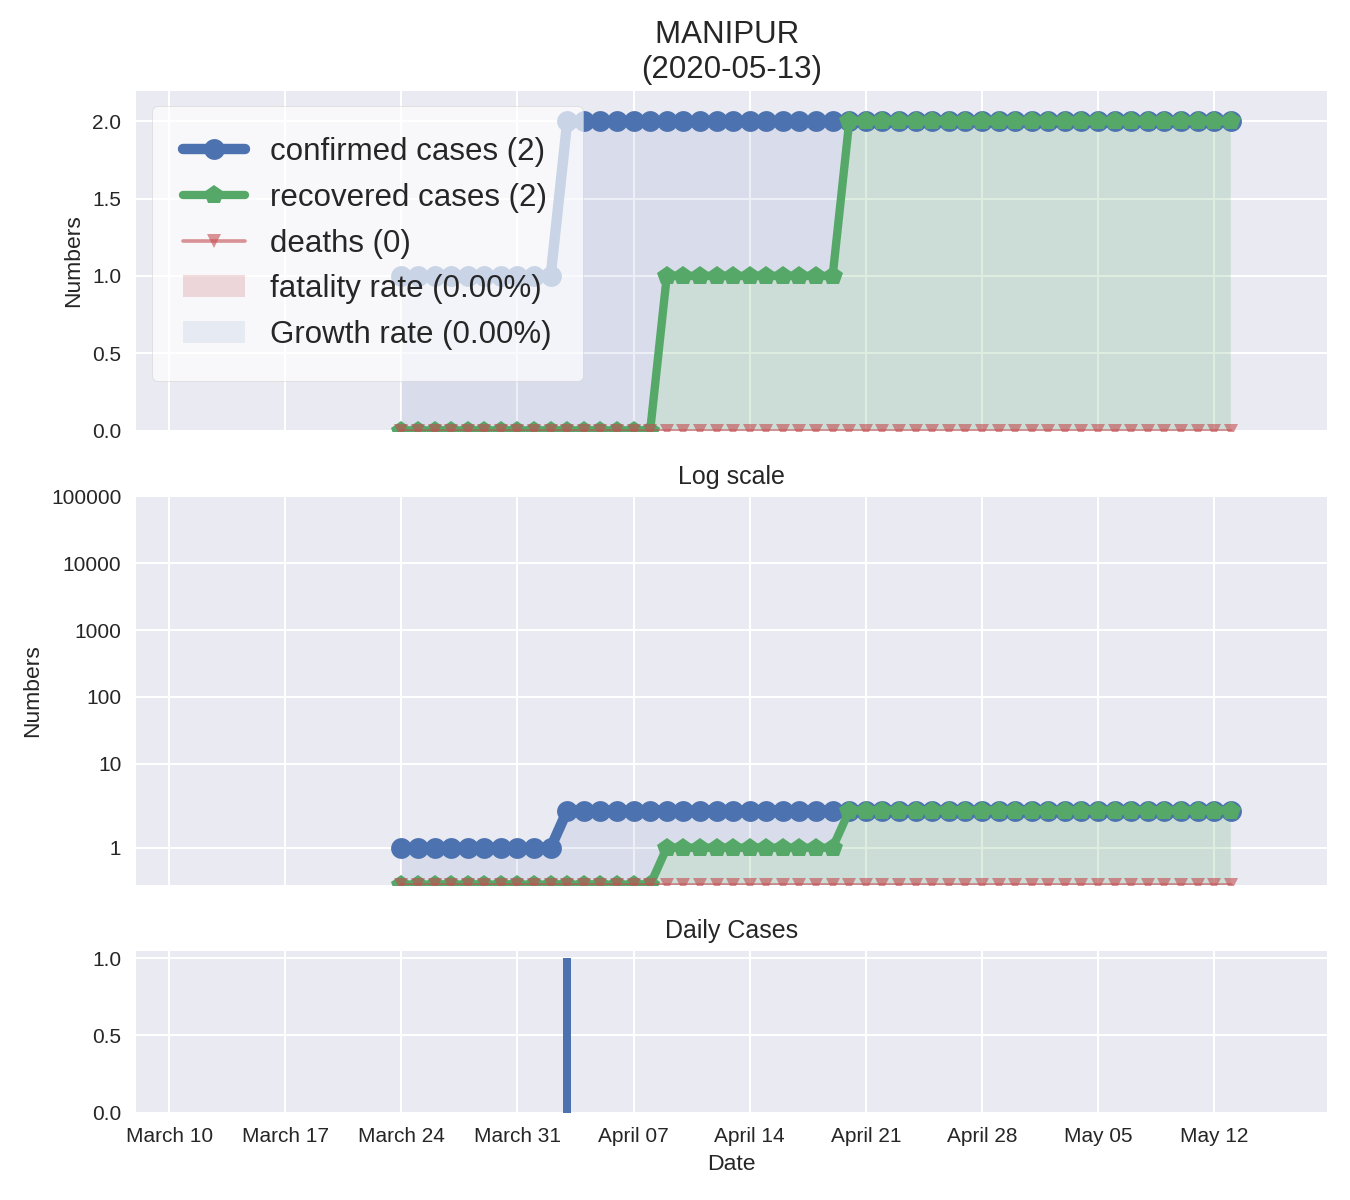 MANIPUR
(2020-05-13)
2.0
1.5
1.0
0.5
0.0
Numbers
confirmed cases (2)
recovered cases (2)
deaths (0)
fatality rate (0.00%)
Growth rate (0.00%)
Log scale
100000
10000
1000
100
10
1
Numbers
Daily Cases
1.0
0.5
0.0
March 10 March 17 March 24 March 31 April 07 April 14 April 21 April 28 May 05 May 12
Date